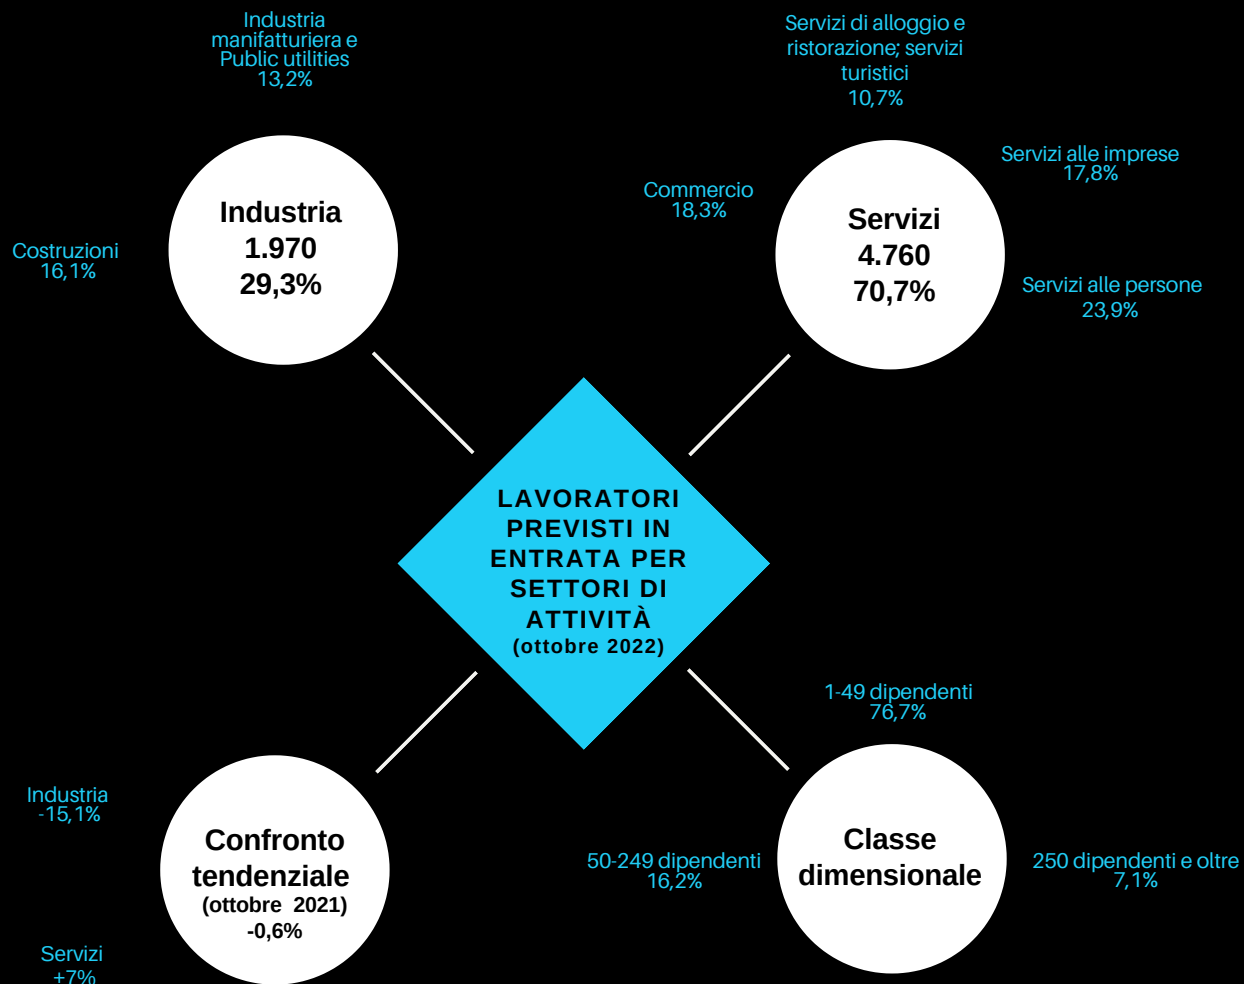 Industria
manifatturiera e
Public utilities
13,2%
Costruzioni
16,1%
Industria
1.970
29,3%
Servizi di alloggio e
ristorazione; servizi
turistici
10,7%
Commercio
18,3%
Servizi
4.760
70,7%
Servizi alle imprese
17,8%
Servizi alle persone
23,9%
LAVORATORI
PREVISTI IN
ENTRATA PER
SETTORI DI
ATTIVITÀ
(ottobre 2022)
Industria
-15,1%
Confronto
tendenziale
(ottobre 2021)
-0,6%
Servizi
+7%
1-49 dipendenti
76,7%
50-249 dipendenti
16,2%
Classe
dimensionale
250 dipendenti e oltre
7,1%